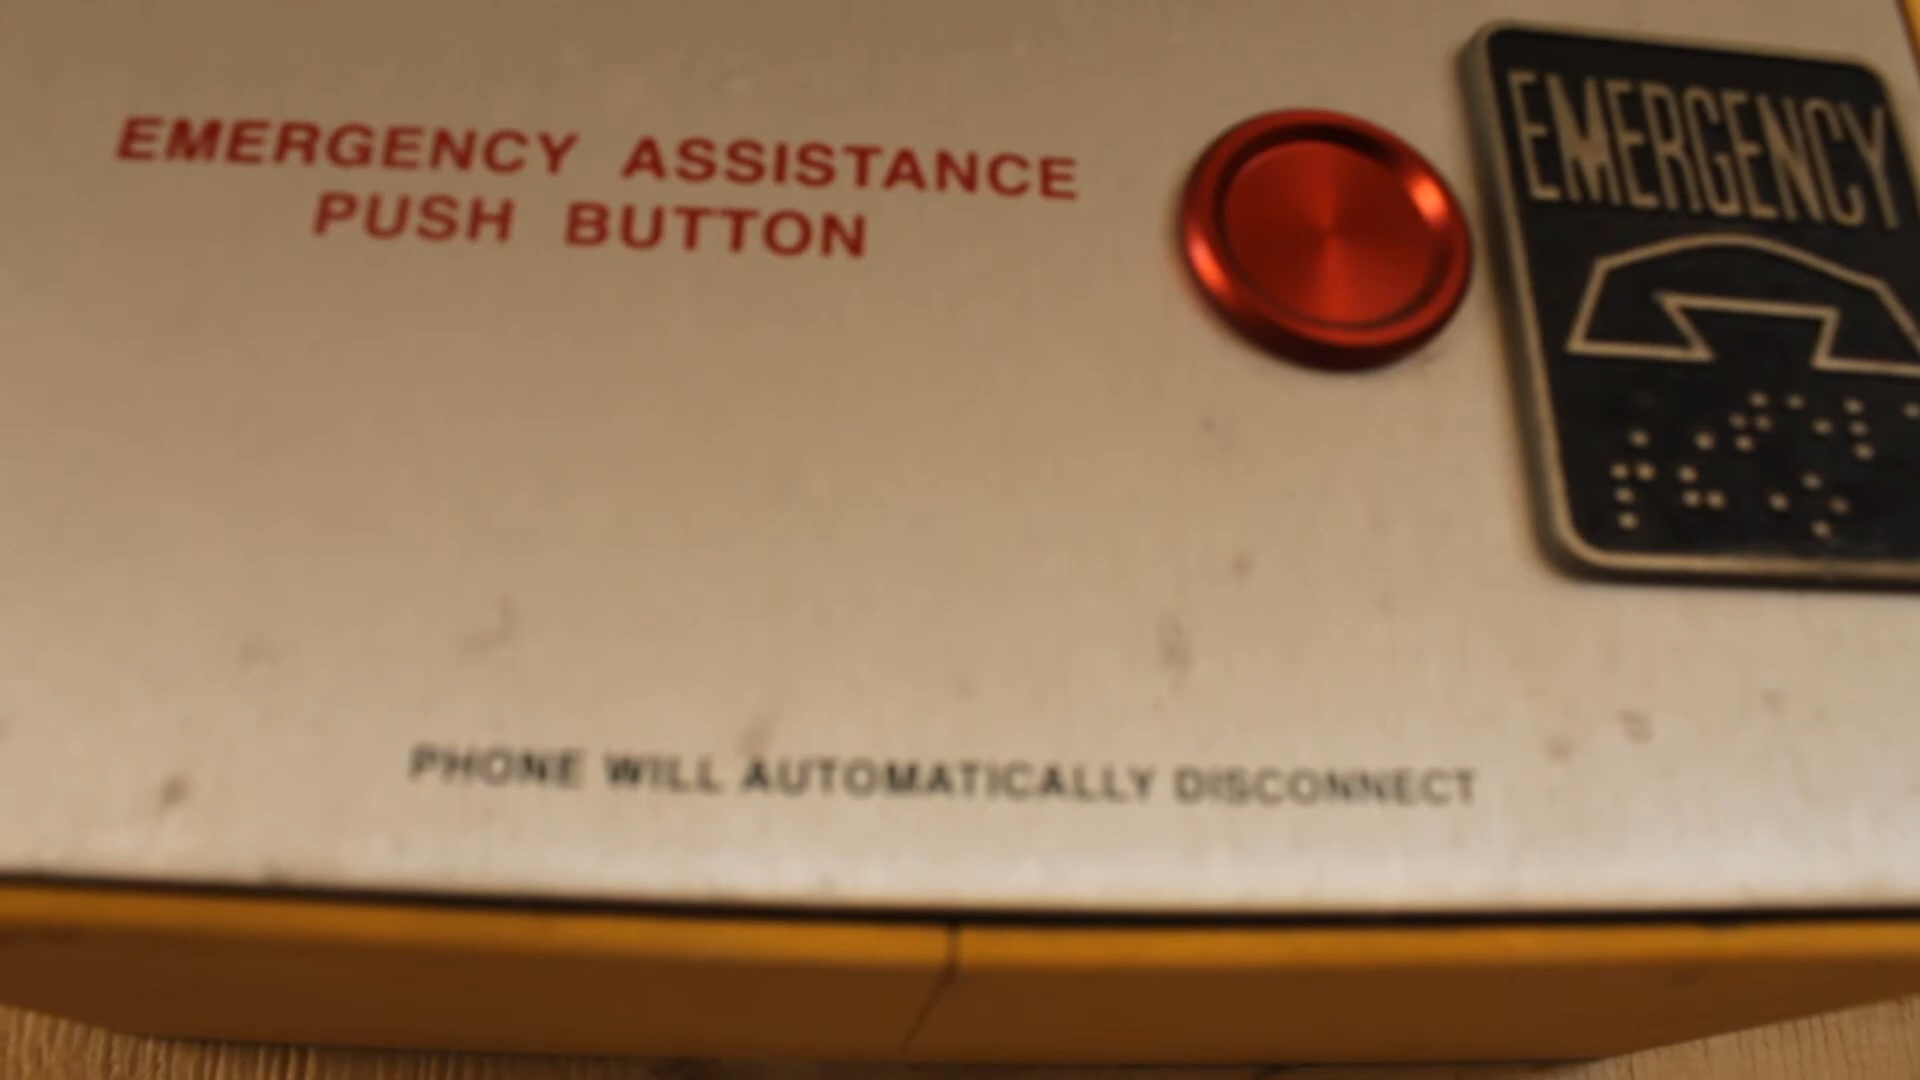 EMERGENCY ASSISTANCE
PUSH BUTTON
EMERGENCY
PHONE WILL AUTOMATICALLY DISCONNECT